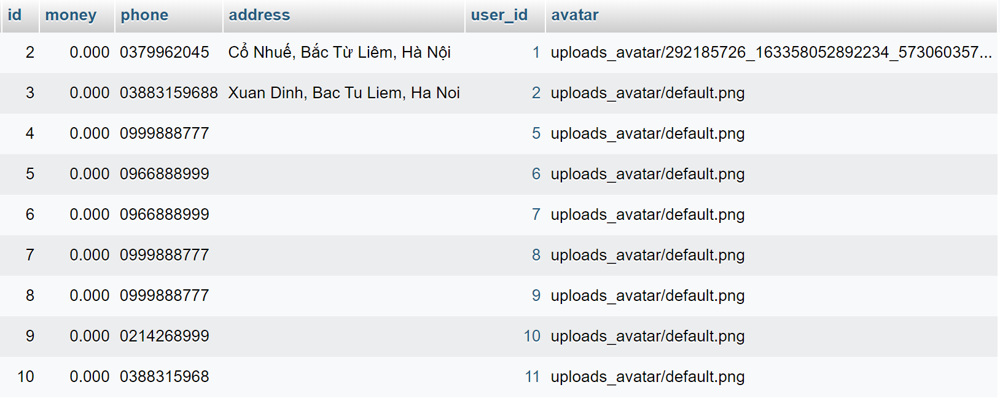 id money phone address user_id avatar
2 0.000 0379962045 Cổ Nhuế, Bắc Từ Liêm, Hà Nội 1 uploads_avatar/292185726_163358052892234_573060357...
3 0.000 03883159688 Xuan Dinh, Bac Tu Liem, Ha Noi 2 uploads_avatar/default.png
4 0.000 0999888777 5 uploads_avatar/default.png
5 0.000 0966888999 6 uploads_avatar/default.png
6 0.000 0966888999 7 uploads_avatar/default.png
7 0.000 0999888777 8 uploads_avatar/default.png
8 0.000 0999888777 9 uploads_avatar/default.png
9 0.000 0214268999 10 uploads_avatar/default.png
10 0.000 0388315968 11 uploads_avatar/default.png